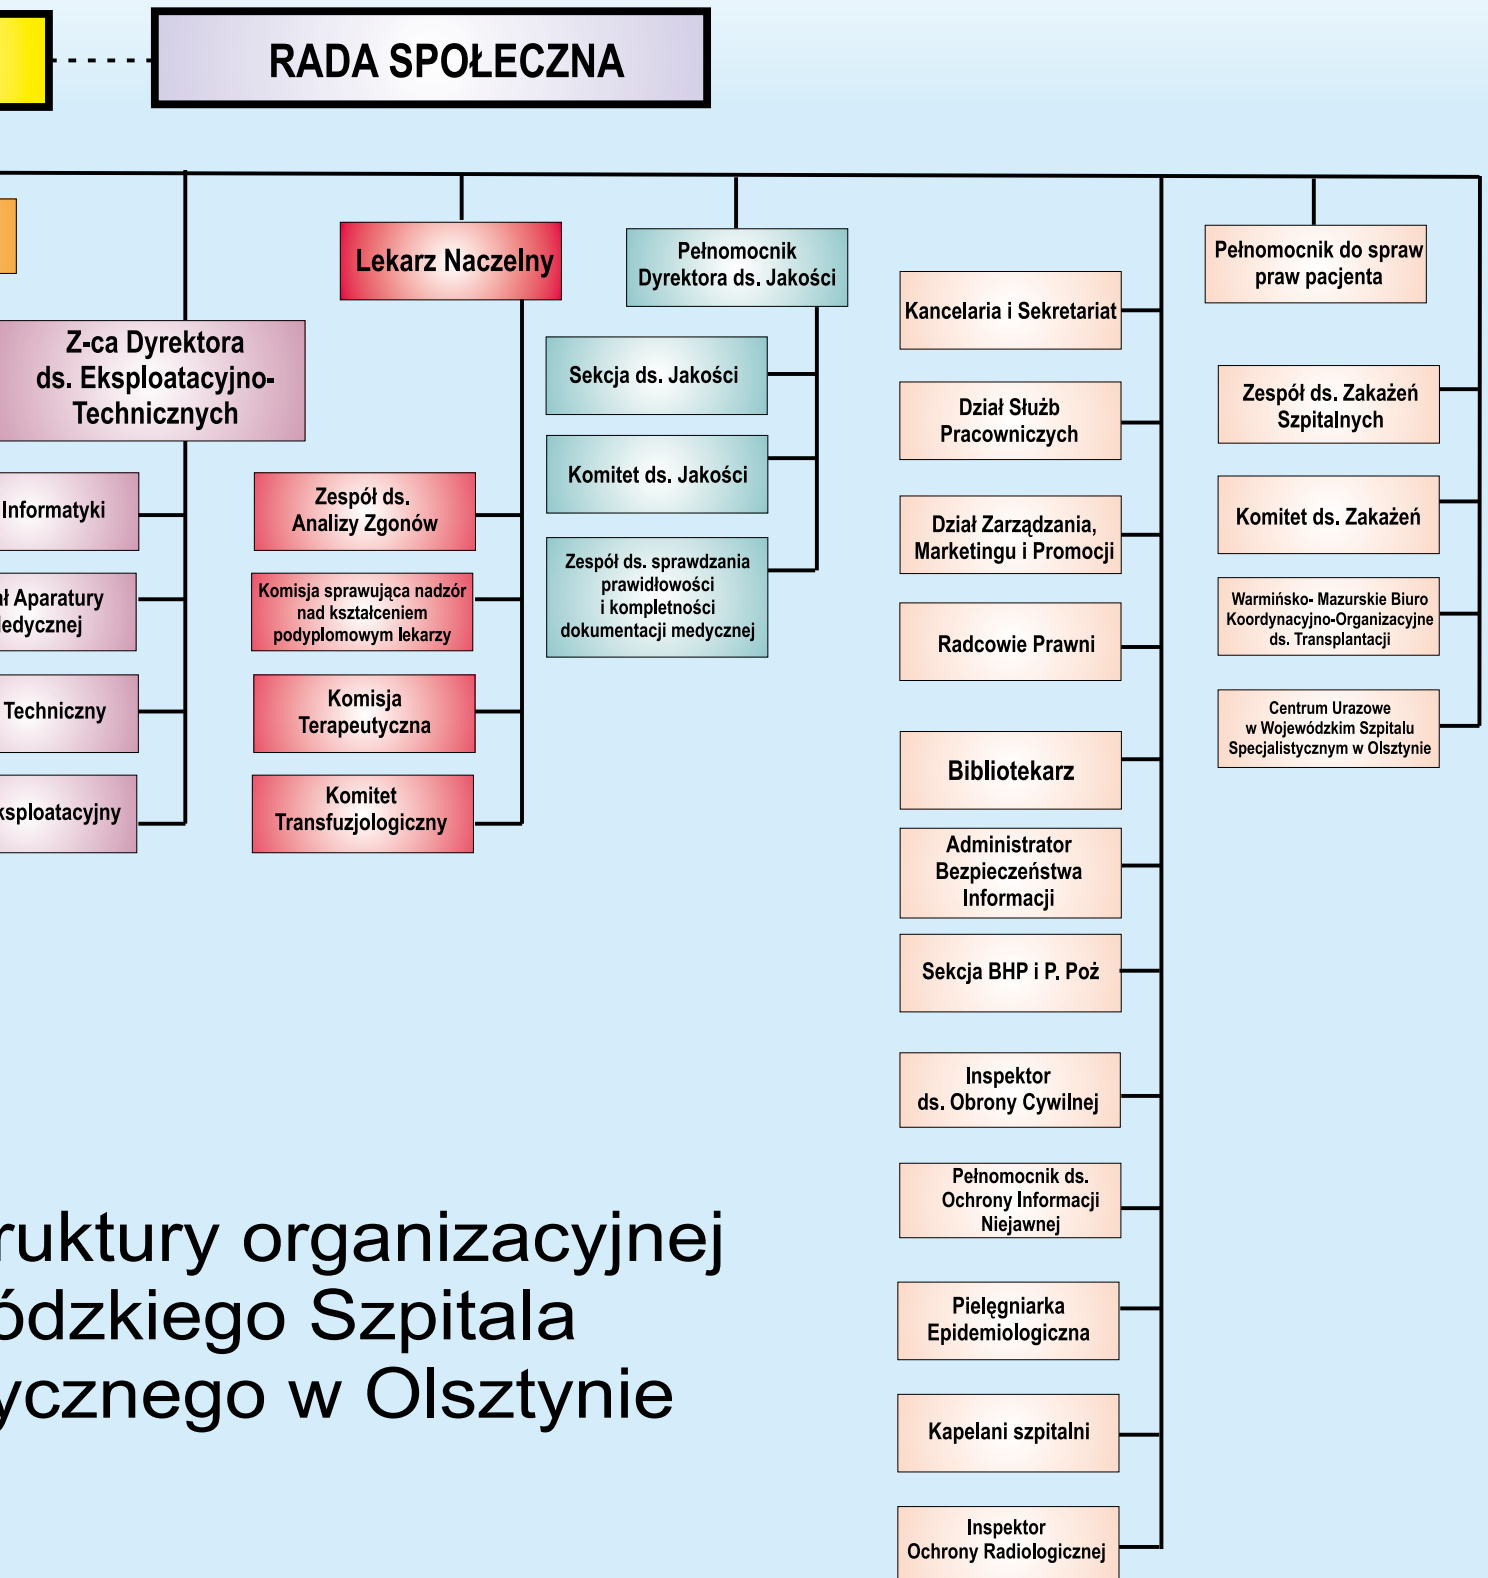 RADA SPOŁECZNA
Z-ca Dyrektora
ds. Eksploatacyjno-
Technicznych
Informatyki
Aparatury
Techniczny
Lekarz Naczelny
Zespół ds.
Analizy Zgonów
Komisja sprawująca nadzór
nad kształceniem
podyplomowym lekarzy
Komisja
Terapeutyczna
Komitet
Transfuzjologiczny
Pełnomocnik
Dyrektora ds. Jakości
Sekcja ds. Jakości
Komitet ds. Jakości
Zespół ds. sprawdzania
prawidłowości
i kompletności
dokumentacji medycznej
Kancelaria i Sekretariat
Dział Służb
Pracowniczych
Dział Zarządzania,
Marketingu i Promocji
Radcowie Prawni
Bibliotekarz
Administrator
Bezpieczeństwa
Informacji
Sekcja BHP i P. Poż
Inspektor
ds. Obrony Cywilnej
Pełnomocnik ds.
Ochrony Informacji
Niejawnej
Pielęgniarka
Epidemiologiczna
Kapelani szpitalni
Inspektor
Ochrony Radiologicznej
Pełnomocnik do spraw
praw pacjenta
Zespół ds. Zakażeń
Szpitalnych
Komitet ds. Zakażeń
Warmińsko- Mazurskie Biuro
Koordynacyjno-Organizacyjne
ds. Transplantacji
Centrum Urazowe
w Wojewódzkim Szpitalu
Specjalistycznym w Olsztynie
ruktury organizacyjnej
ódzkiego Szpitala
ycznego w Olsztynie